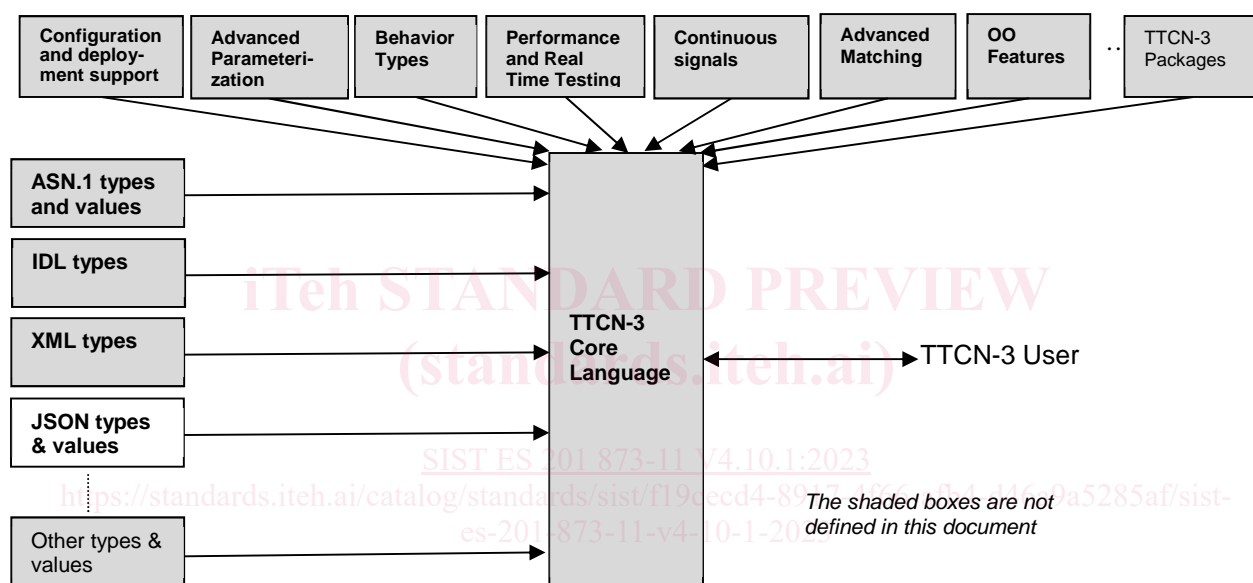 Configuration
and deploy-
ment support
Advanced
Parameteri-
zation
Behavior
Types
Performance
and Real
Time Testing
Continuous
signals
Advanced
Matching
OO
Features
..
TTCN-3
Packages
ASN.1 types
and values
IDL types
XML types
JSON types
& values
Other types &
values
TTCN-3
Core
Language
TTCN-3 User
The shaded boxes are not
defined in this document
iTeh STANDARD PREVIEW
(standards.iteh.ai)
SIST ES 201 873-11 V4.10.1:2023
https://standards.iteh.ai/catalog/standards/sist/f19cecd4-8917-4f66-
es-201-873-11-v4-10-1-2023